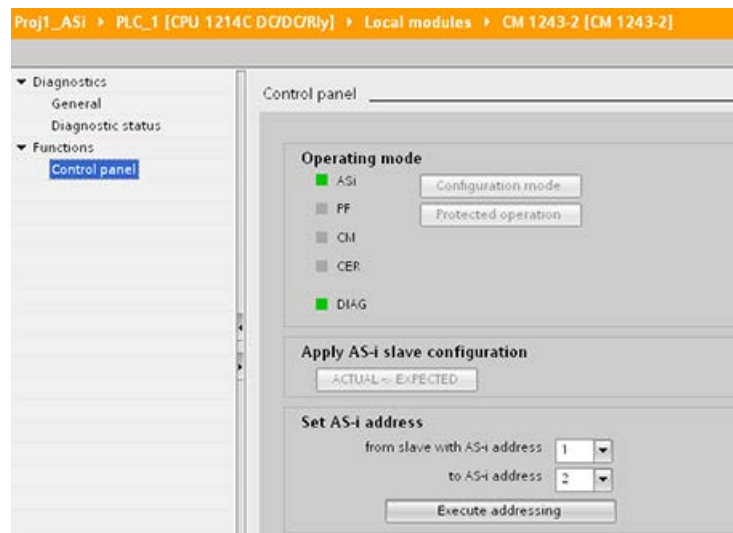 Proj1_ASi ▸ PLC_1 [CPU 1214C DC/DC/Rly] ▸ Local modules ▸ CM 1243-2 [CM 1243-2]
Diagnostics
General
Diagnostic status
Functions
Control panel
Control panel
Operating mode
ASi
Configuration mode
PF
Protected operation
CM
CER
DIAG
Apply AS-i slave configuration
ACTUAL <- EXPECTED
Set AS-i address
from slave with AS-i address 1
to AS-i address 2
Execute addressing